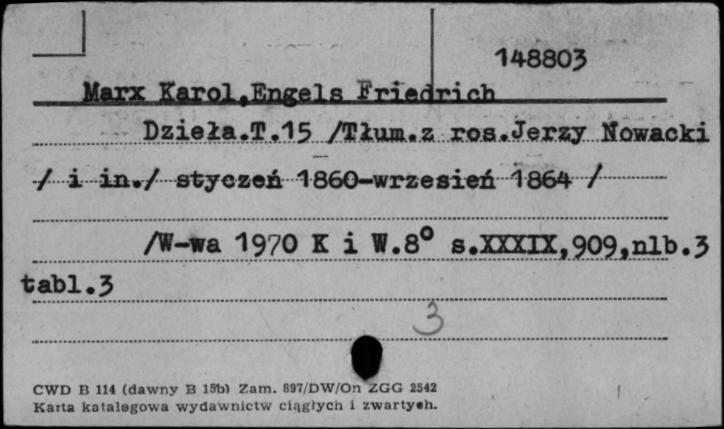 148803
Marx Karol,Engels Friedrich
Dzieła.T.15 /Tłum.z ros.Jerzy Nowacki
/ i in./ styczeń 1860-wrzesień 1864 /
/W-wa 1970 K i W.8° s.XXXIX,909,nlb.3
tabl.3
3
CWD B 114 (dawny B 15b) Zam. 897/DW/On ZGG 2542
Karta katalogowa wydawnictw ciągłych i zwartych.